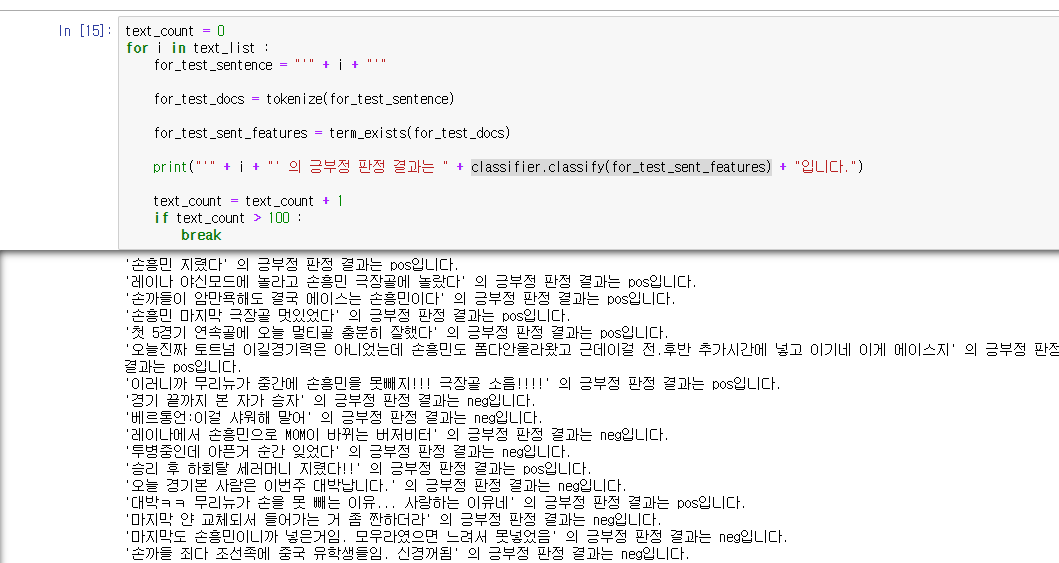 In [15]: text_count = 0
for i in text_list :
for_test_sentence = "'" + i + "'"
for_test_docs = tokenize(for_test_sentence)
for_test_sent_features = term_exists(for_test_docs)
print("'" + i + "' 의 긍부정 판정 결과는 " + classifier.classify(for_test_sent_features) + "입니다.")
text_count = text_count + 1
if text_count > 100 :
break
'손흥민 지렸다' 의 긍부정 판정 결과는 pos입니다.
'레이나 야신모드에 놀라고 손흥민 극장골에 놀랐다' 의 긍부정 판정 결과는 pos입니다.
'손까들이 암만욕해도 결국 에이스는 손흥민이다' 의 긍부정 판정 결과는 pos입니다.
'손흥민 마지막 극장골 멋있었다' 의 긍부정 판정 결과는 pos입니다.
'첫 5경기 연속골에 오늘 멀티골 충분히 잘했다' 의 긍부정 판정 결과는 pos입니다.
'오늘진짜 토트넘 이길경기력은 아니었는데 손흥민도 폼다안올라왔고 근데이걸 전.후반 추가시간에 넣고 이기네 이게 에이스지' 의 긍부정 판정
결과는 pos입니다.
'이러니까 무리뉴가 중간에 손흥민을 못빼지!!! 극장골 소름!!!!' 의 긍부정 판정 결과는 pos입니다.
'경기 끝까지 본 자가 승자' 의 긍부정 판정 결과는 neg입니다.
'베르통언:이걸 샤워해 말어' 의 긍부정 판정 결과는 neg입니다.
'레이나에서 손흥민으로 MOM이 바뀌는 버저비터' 의 긍부정 판정 결과는 neg입니다.
'투병중인데 아픈거 순간 잊었다' 의 긍부정 판정 결과는 neg입니다.
'승리 후 하회탈 세러머니 지렸다!!' 의 긍부정 판정 결과는 pos입니다.
'오늘 경기본 사람은 이번주 대박납니다.' 의 긍부정 판정 결과는 neg입니다.
'대박ㅋㅋ 무리뉴가 손을 못 빼는 이유... 사랑하는 이유네' 의 긍부정 판정 결과는 pos입니다.
'마지막 얀 교체되서 들어가는 거 좀 짠하더라' 의 긍부정 판정 결과는 neg입니다.
'마지막도 손흥민이니까 넣은거임. 모우라였으면 느려서 못넣었음' 의 긍부정 판정 결과는 neg입니다.
'손까들 죄다 조선족에 중국 유학생들임. 신경꺼됨' 의 긍부정 판정 결과는 neg입니다.